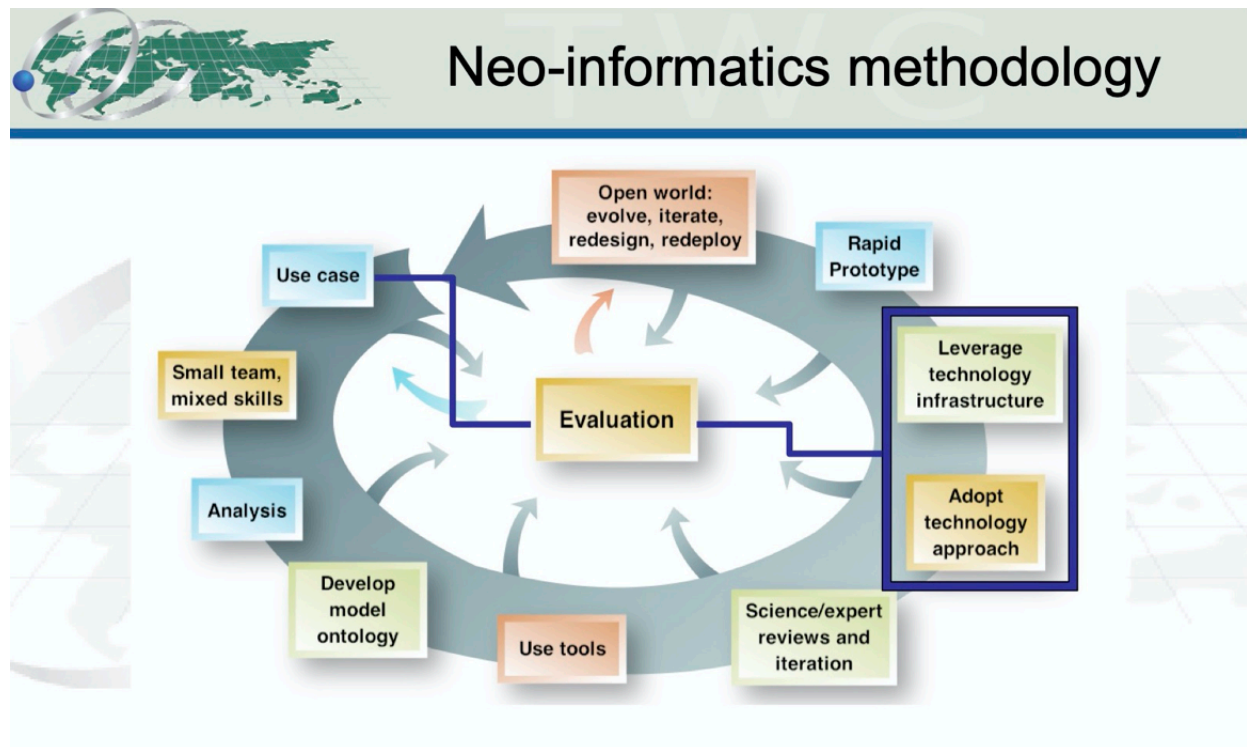 Neo-informatics methodology
TWC
Open world:
evolve, iterate,
redesign, redeploy
Rapid
Prototype
Use case
Leverage
technology
infrastructure
Small team,
mixed skills
Evaluation
Adopt
technology
approach
Analysis
Develop
model
ontology
Use tools
Science/expert
reviews and
iteration